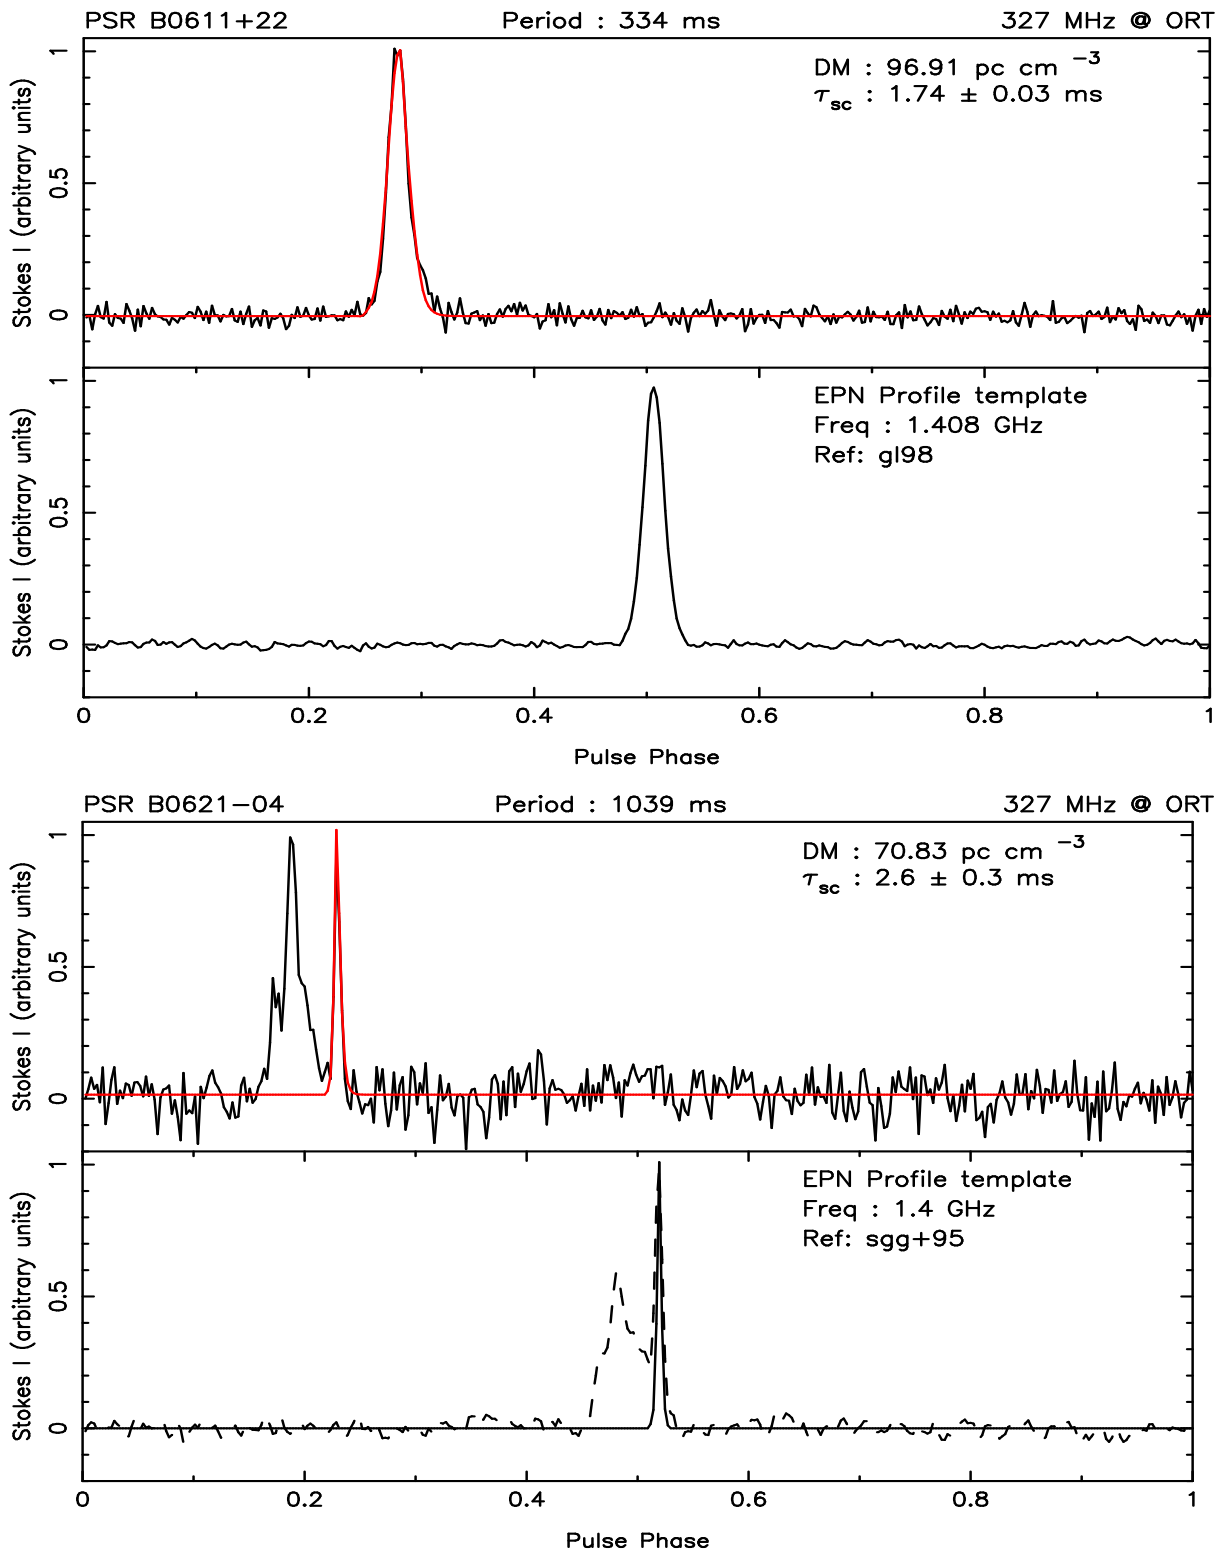 PSR B0611+22 Period : 334 ms 327 MHz @ ORT
DM : 96.91 pc cm −3
τsc : 1.74 ± 0.03 ms
Stokes I (arbitrary units)
1
0.5
0
EPN Profile template
Freq : 1.408 GHz
Ref: gl98
Stokes I (arbitrary units)
1
0.5
0
0 0.2 0.4 0.6 0.8 1
Pulse Phase
PSR B0621−04 Period : 1039 ms 327 MHz @ ORT
DM : 70.83 pc cm −3
τsc : 2.6 ± 0.3 ms
Stokes I (arbitrary units)
1
0.5
0
EPN Profile template
Freq : 1.4 GHz
Ref: sgg+95
Stokes I (arbitrary units)
1
0.5
0
0 0.2 0.4 0.6 0.8 1
Pulse Phase